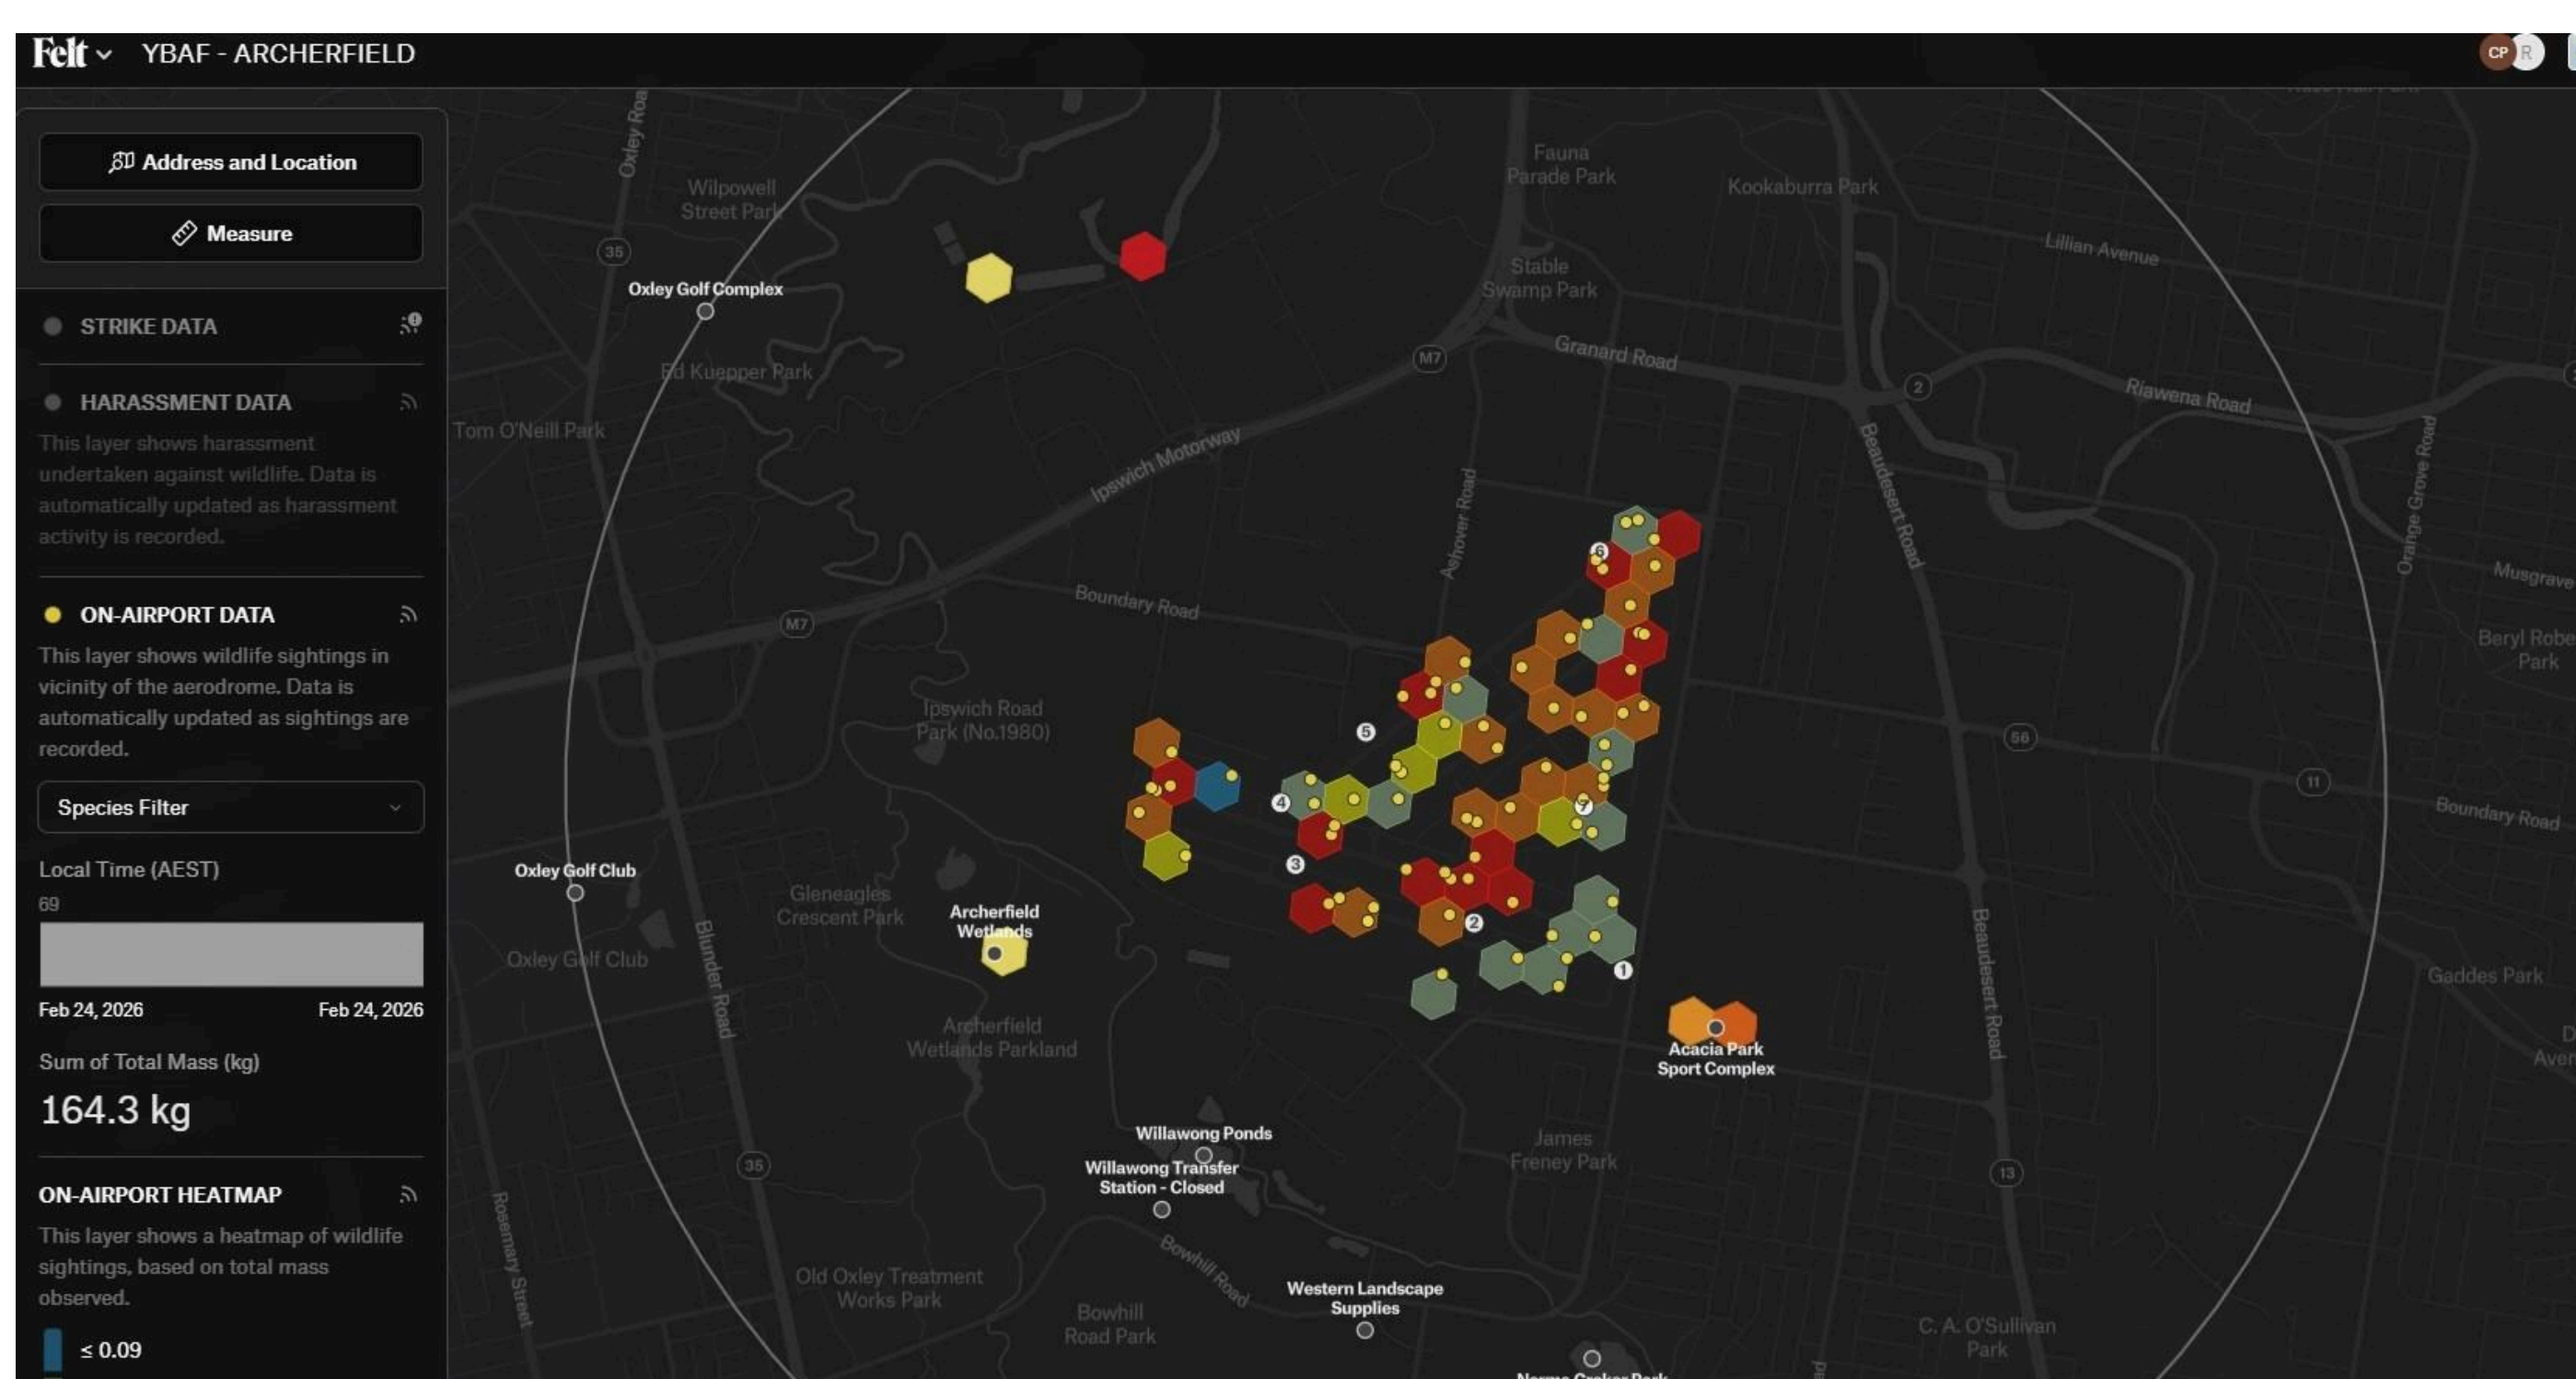 Felt
YBAF - ARCHERFIELD
CP
R
Address and Location
Measure
STRIKE DATA
HARASSMENT DATA
This layer shows harassment
undertaken against wildlife. Data is
automatically updated as harassment
activity is recorded.
ON-AIRPORT DATA
This layer shows wildlife sightings in
vicinity of the aerodrome. Data is
automatically updated as sightings are
recorded.
Species Filter
Local Time (AEST)
69
Feb 24, 2026
Feb 24, 2026
Sum of Total Mass (kg)
164.3 kg
ON-AIRPORT HEATMAP
This layer shows a heatmap of wildlife
sightings, based on total mass
observed.
≤ 0.09
Oxley Roa
Wilpowell
Street Park
Fauna
Parade Park
Kookaburra Park
35
Lillian Avenue
Stable
Swamp Park
Oxley Golf Complex
M7
Granard Road
Ed Kuepper Park
2
Riawena Road
Tom O'Neill Park
Ipswich Motorway
Beaudesert Road
Orange Grove Road
Ashover Road
6
Musgrave
Boundary Road
M7
Beryl Robe
Park
Ipswich Road
Park (No.1980)
5
56
11
4
7
Boundary Road
3
Oxley Golf Club
Gleneagles
Crescent Park
Archerfield
Wetlands
2
Blunder Road
Beaudesert Road
Oxley Golf Club
1
Gaddes Park
Archerfield
Wetlands Parkland
Acacia Park
Sport Complex
D
Aven
Willawong Ponds
James
Freney Park
Willawong Transfer
Station - Closed
35
13
Rosemary Street
Bowhill Road
Old Oxley Treatment
Works Park
Western Landscape
Supplies
Bowhill
Road Park
C. A. O'Sullivan
Park